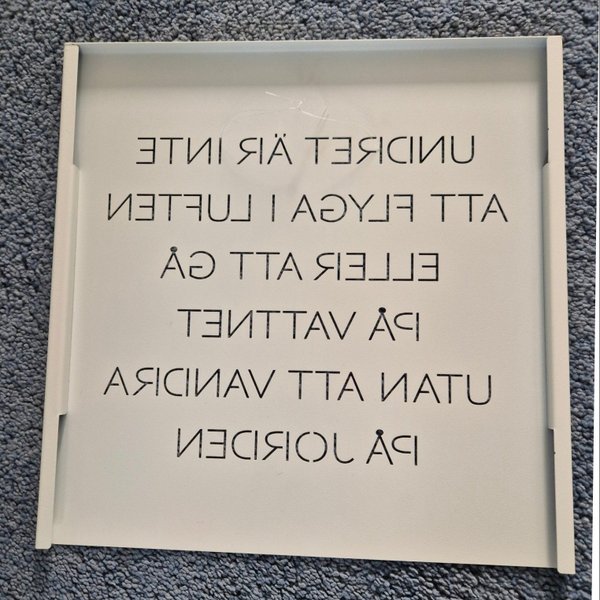 UNDRET ÄR INTE
ATT FLYGA I LUFTEN
ELLER ATT GÅ
PÅ VATTNET
UTAN ATT VANDRA
PÅ JORDEN